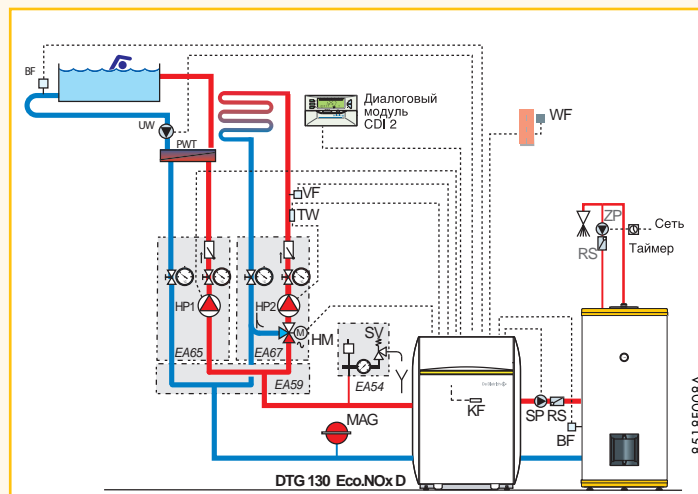 BF
UW
PWT
Диалоговый
модуль
CDI 2
WF
VF
TW
ZP
Сеть
RS
Таймер
HP1
HP2
M
HM
SV
EA65
EA67
EA59
EA54
MAG
KF
SP RS
BF
DTG 130 Eco.NOx D